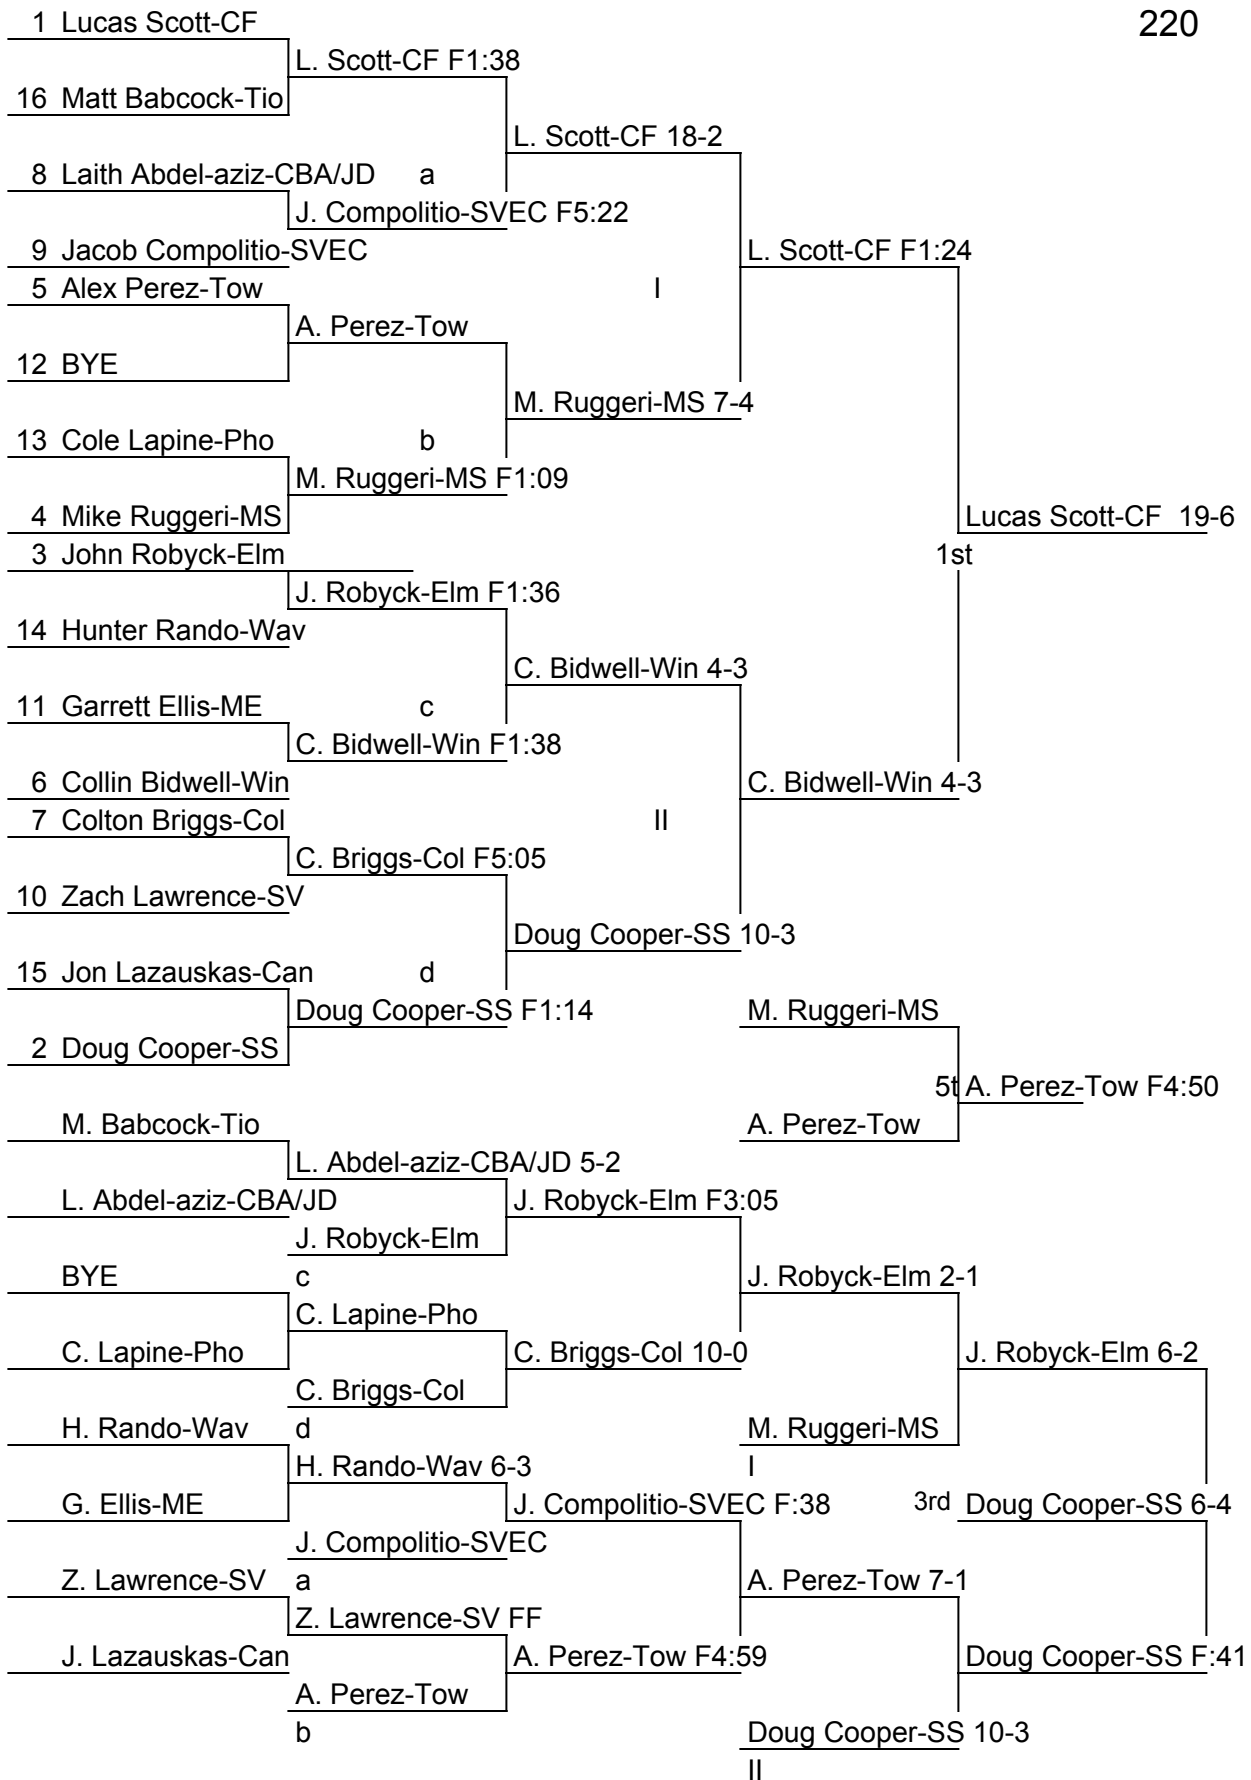 220
1 Lucas Scott-CF
L. Scott-CF F1:38
16 Matt Babcock-Tio
L. Scott-CF 18-2
8 Laith Abdel-aziz-CBA/JD a
J. Compolitio-SVEC F5:22
9 Jacob Compolitio-SVEC
L. Scott-CF F1:24
5 Alex Perez-Tow I
A. Perez-Tow
12 BYE
M. Ruggeri-MS 7-4
13 Cole Lapine-Pho b
M. Ruggeri-MS F1:09
4 Mike Ruggeri-MS
Lucas Scott-CF 19-6
3 John Robyck-Elm 1st
J. Robyck-Elm F1:36
14 Hunter Rando-Wav
C. Bidwell-Win 4-3
11 Garrett Ellis-ME c
C. Bidwell-Win F1:38
6 Collin Bidwell-Win
C. Bidwell-Win 4-3
7 Colton Briggs-Col II
C. Briggs-Col F5:05
10 Zach Lawrence-SV
Doug Cooper-SS 10-3
15 Jon Lazauskas-Can d
Doug Cooper-SS F1:14
M. Ruggeri-MS
2 Doug Cooper-SS
5t A. Perez-Tow F4:50
M. Babcock-Tio
A. Perez-Tow
L. Abdel-aziz-CBA/JD 5-2
L. Abdel-aziz-CBA/JD
J. Robyck-Elm F3:05
J. Robyck-Elm
BYE c
J. Robyck-Elm 2-1
C. Lapine-Pho
C. Lapine-Pho
C. Briggs-Col 10-0
J. Robyck-Elm 6-2
C. Briggs-Col
H. Rando-Wav d
M. Ruggeri-MS
H. Rando-Wav 6-3
I
G. Ellis-ME
J. Compolitio-SVEC F:38
3rd Doug Cooper-SS 6-4
J. Compolitio-SVEC
Z. Lawrence-SV a
A. Perez-Tow 7-1
Z. Lawrence-SV FF
J. Lazauskas-Can
A. Perez-Tow F4:59
Doug Cooper-SS F:41
A. Perez-Tow
b
Doug Cooper-SS 10-3
II